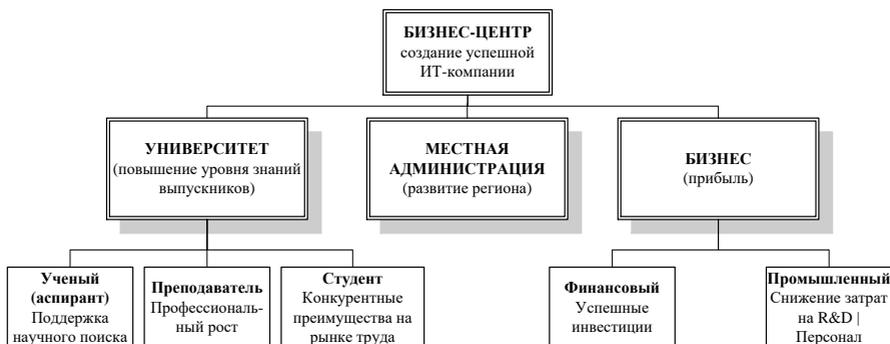 БИЗНЕС-ЦЕНТР
создание успешной
ИТ-компании
УНИВЕРСИТЕТ
(повышение уровня знаний
выпускников)
МЕСТНАЯ
АДМИНИСТРАЦИЯ
(развитие региона)
БИЗНЕС
(прибыль)
Ученый
(аспирант)
Поддержка
научного поиска
Преподаватель
Профессиональ-
ный рост
Студент
Конкурентные
преимущества на
рынке труда
Финансовый
Успешные
инвестиции
Промышленный
Снижение затрат
на R&D |
Персонал